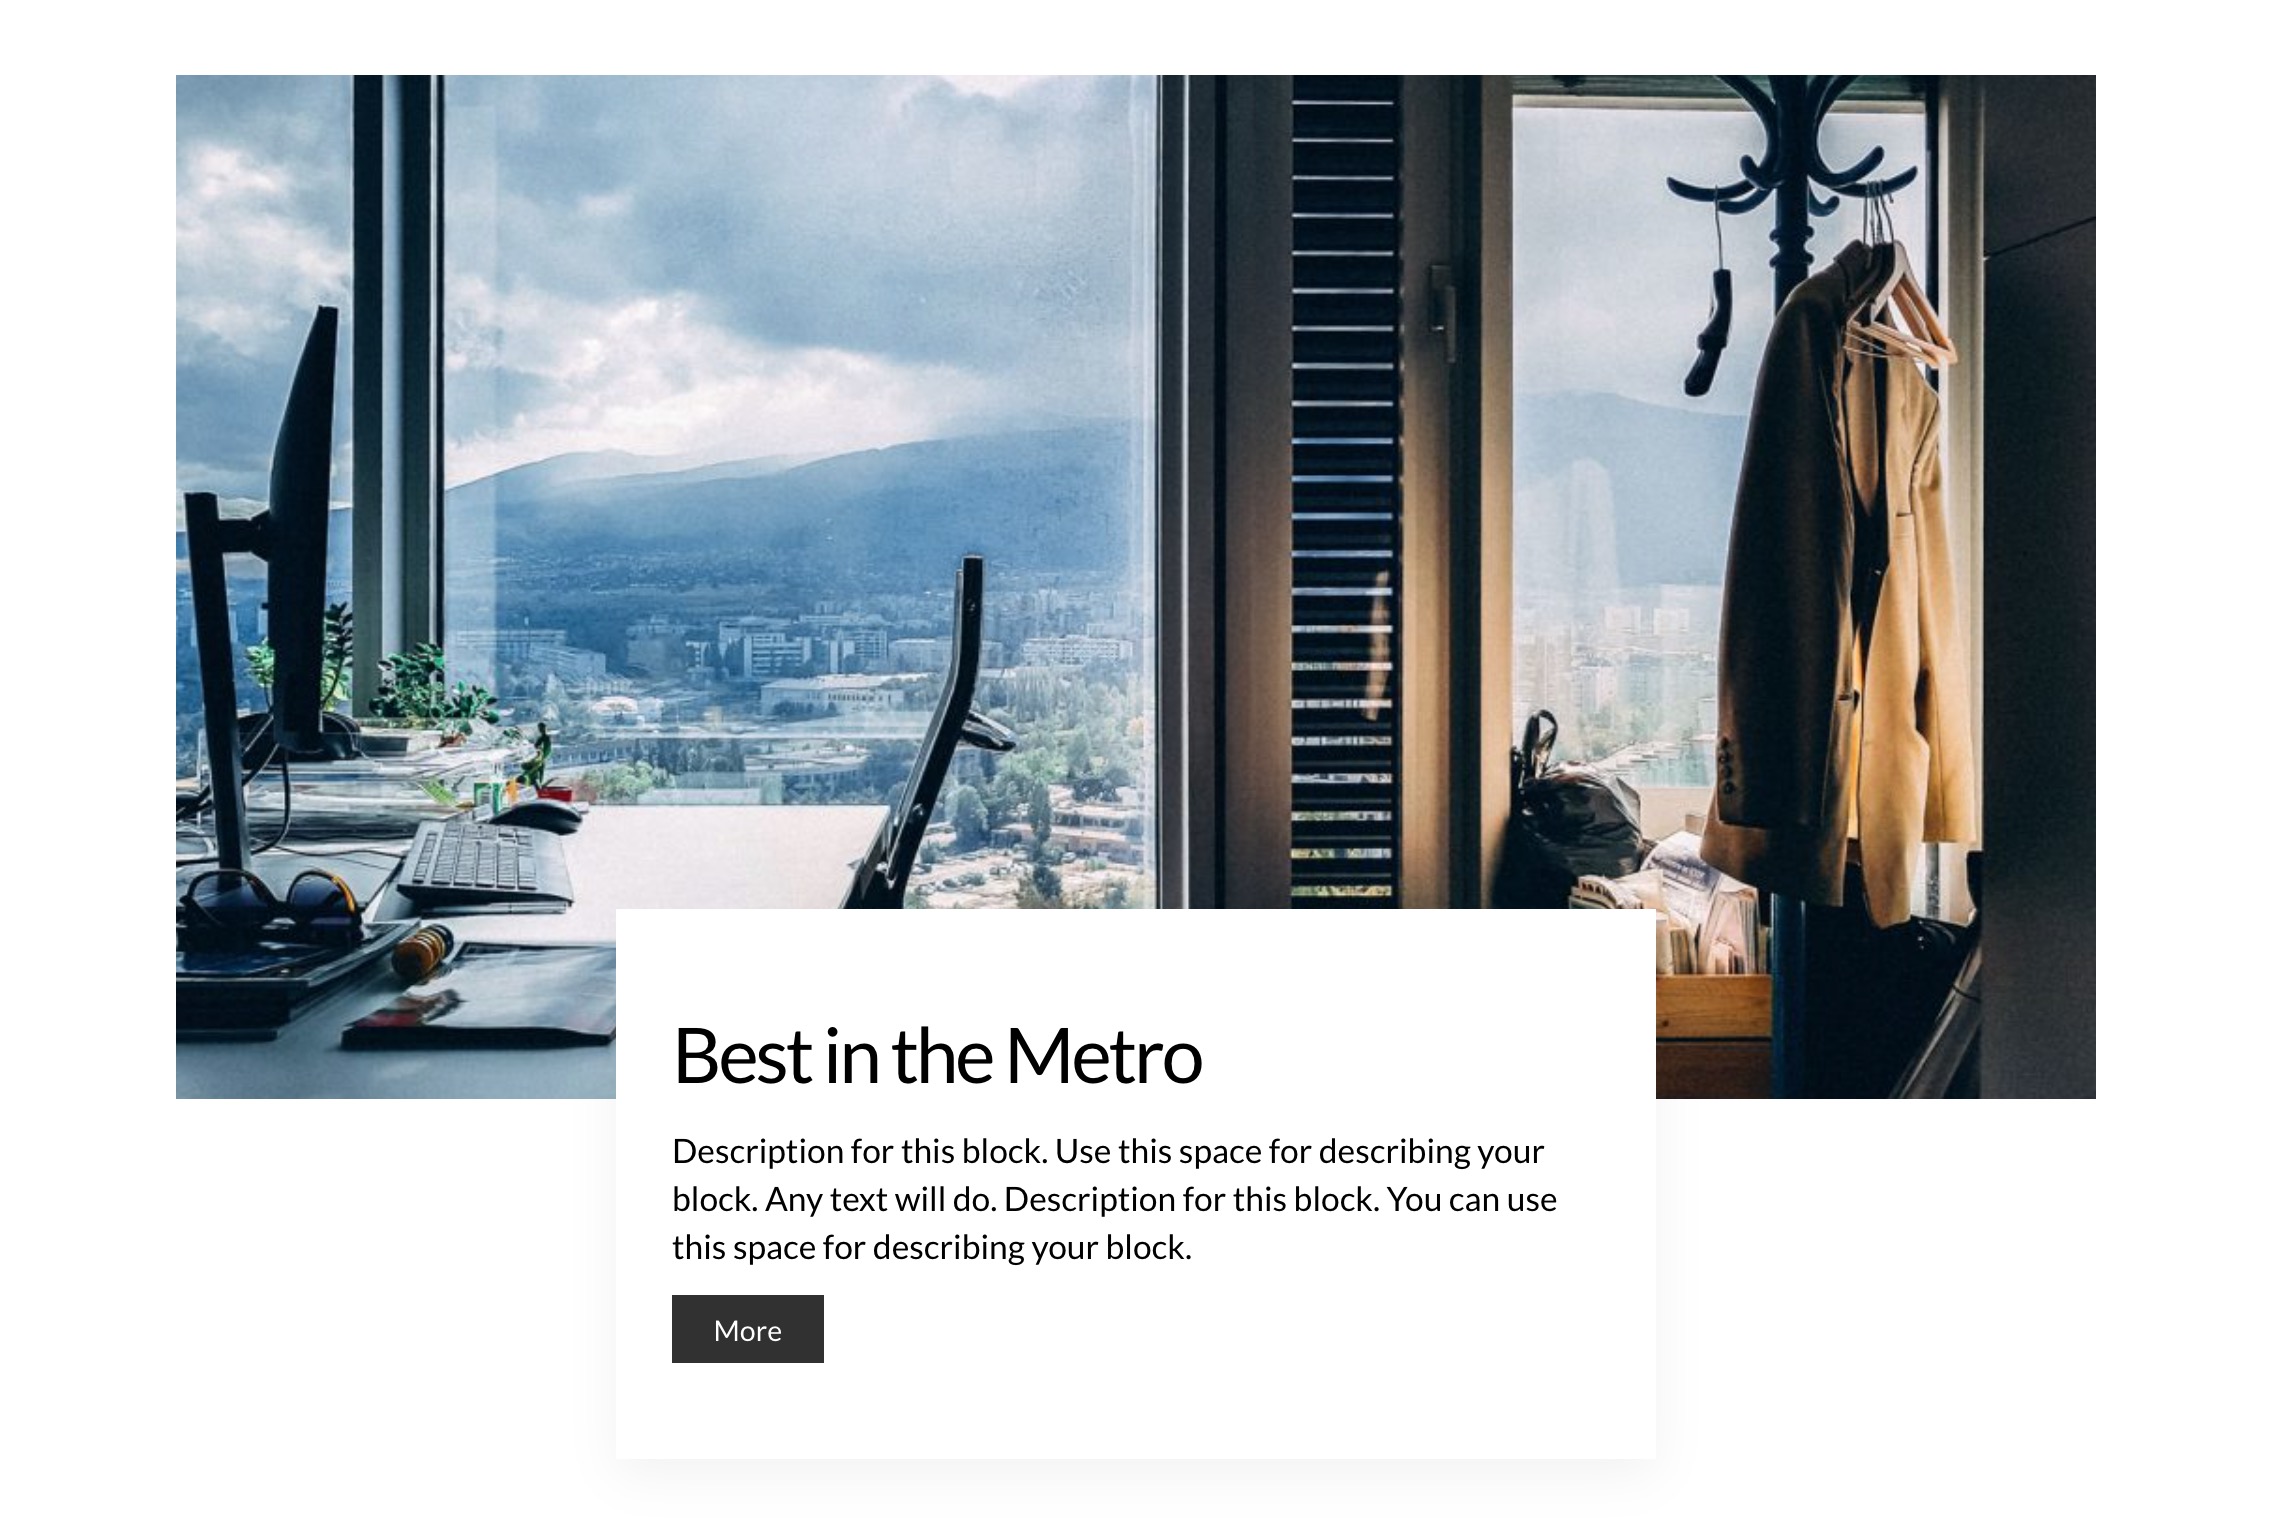 Best in the Metro
Description for this block. Use this space for describing your
block. Any text will do. Description for this block. You can use
this space for describing your block.
More